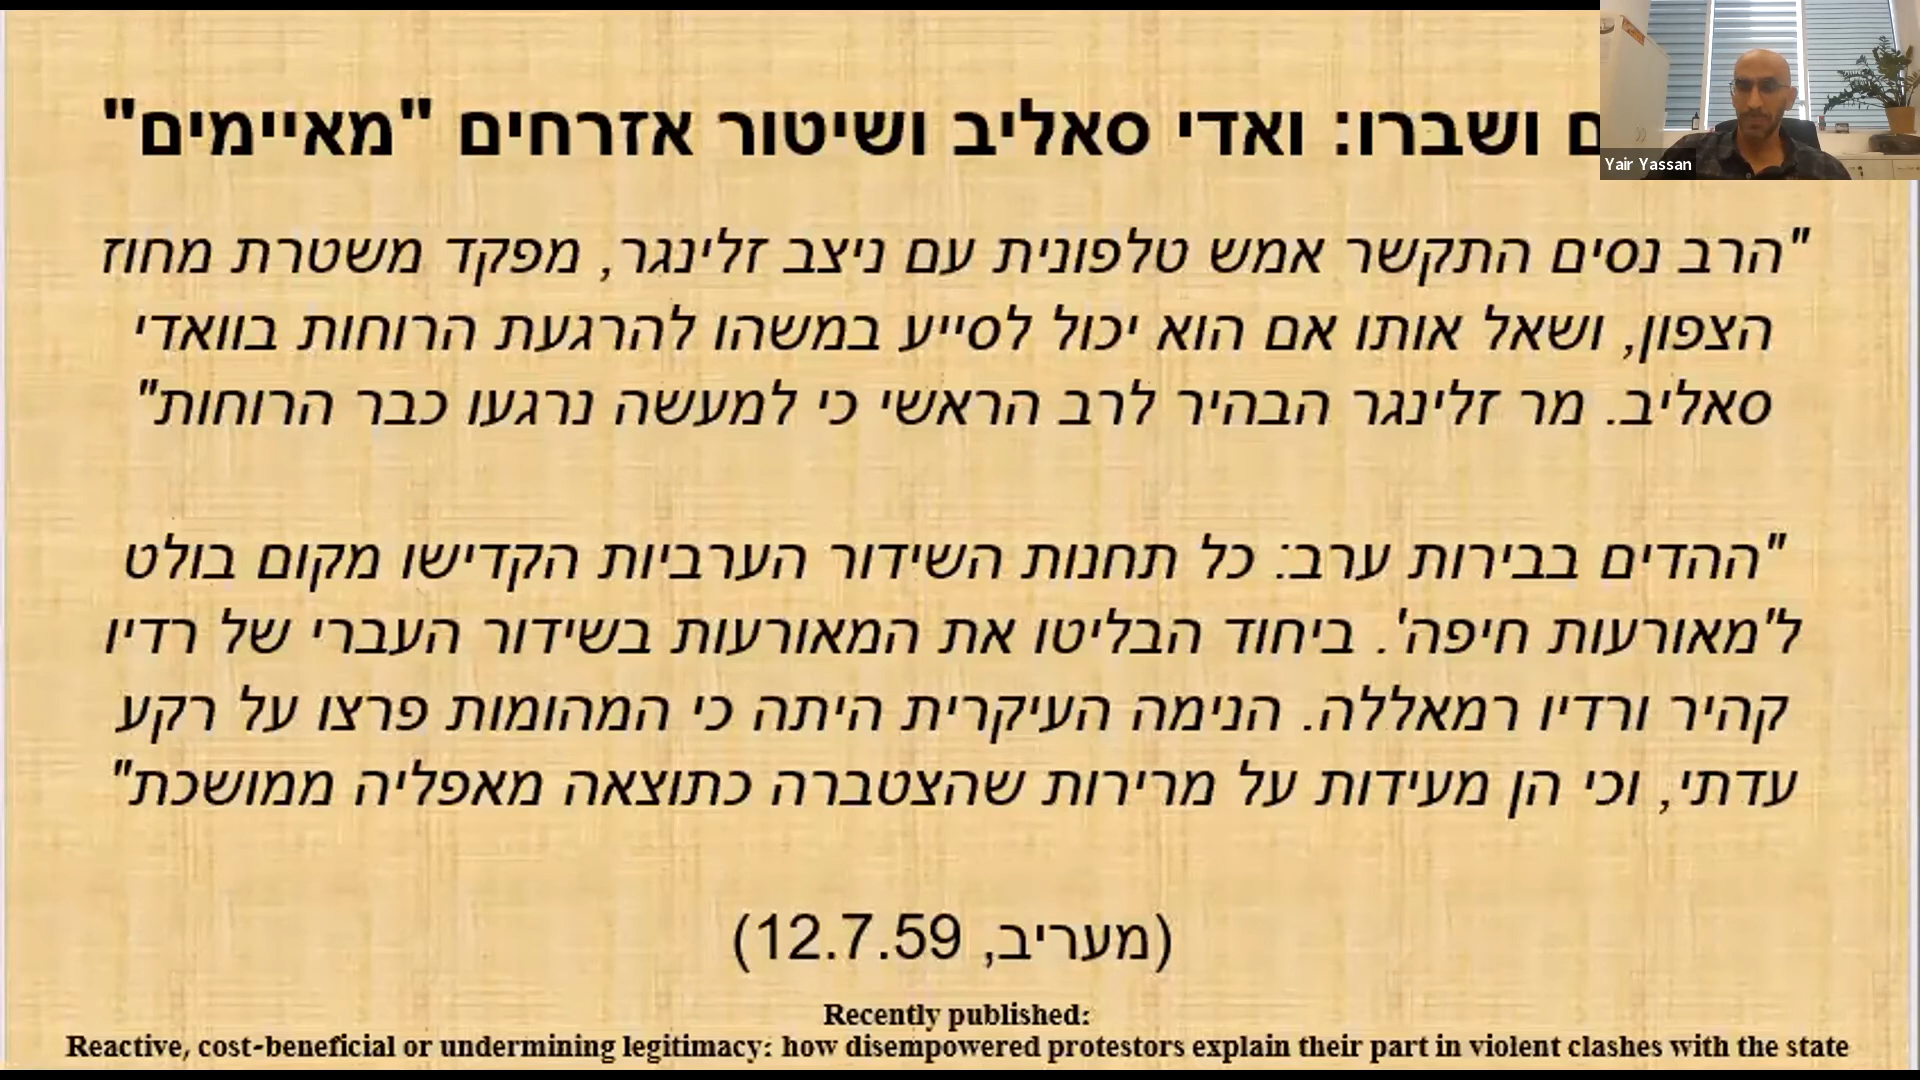 ושברו: ואדי סאליב ושיטור אזרחים "מאיימים"
Yair Yassan
"הרב נסים התקשר אמש טלפונית עם ניצב זלינגר, מפקד משטרת מחוז
הצפון, ושאל אותו אם הוא יכול לסייע במשהו להרגעת הרוחות בוואדי
סאליב. מר זלינגר הבהיר לרב הראשי כי למעשה נרגעו כבר הרוחות"
"ההדים בבירות ערב: כל תחנות השידור הערביות הקדישו מקום בולט
ל'מאורעות חיפה'. ביחוד הבליטו את המאורעות בשידור העברי של רדיו
קהיר ורדיו רמאללה. הנימה העיקרית היתה כי המהומות פרצו על רקע
עדתי, וכי הן מעידות על מרירות שהצטברה כתוצאה מאפליה ממושכת"
(מעריב, 12.7.59)
Recently published:
Reactive, cost-beneficial or undermining legitimacy: how disempowered protestors explain their part in violent clashes with the state